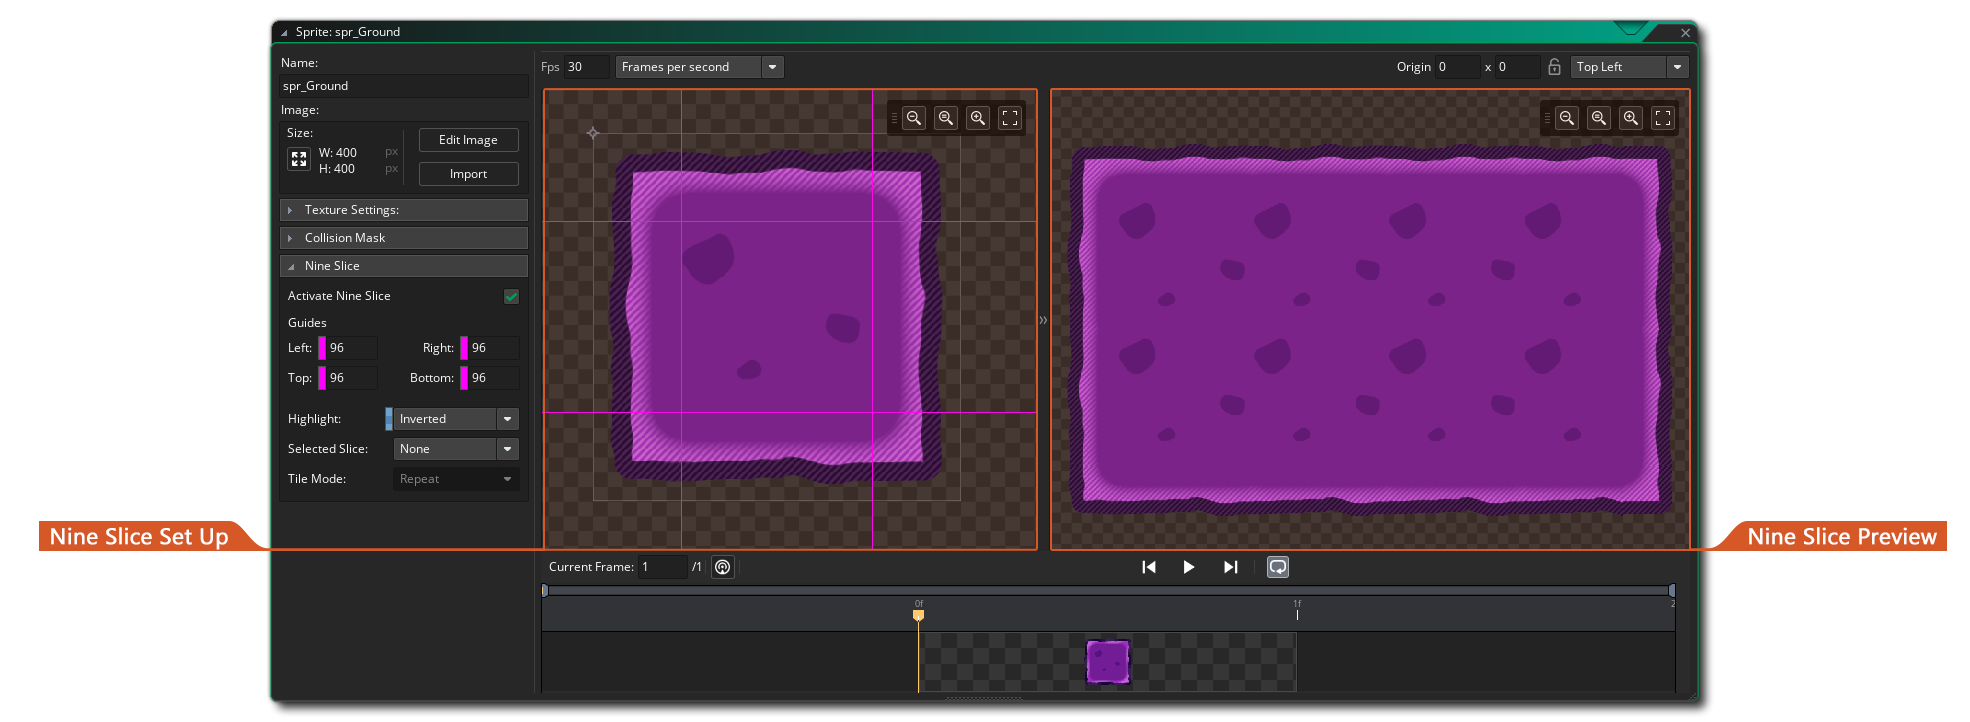 Sprite: spr_Ground
Name:
spr_Ground
Image:
Size:
W: 400 px
H: 400 px
Edit Image
Import
Texture Settings:
Collision Mask
Nine Slice
Activate Nine Slice
Guides
Left: 96 Right: 96
Top: 96 Bottom: 96
Highlight: Inverted
Selected Slice: None
Tile Mode: Repeat
Fps 30 Frames per second
Origin 0 x 0 Top Left
Nine Slice Set Up
Nine Slice Preview
Current Frame: 1 /1
0f 1f 2